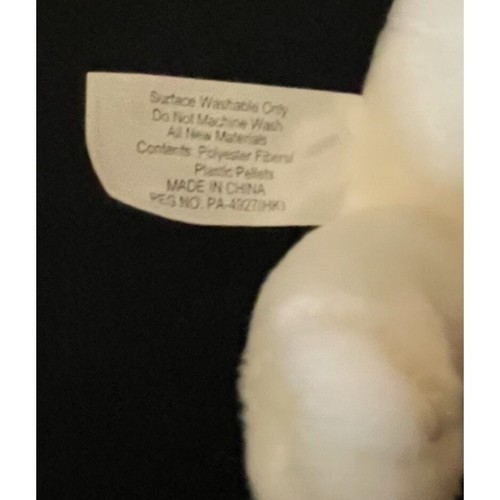 Surface Washable Only
Do Not Machine Wash
All New Materials
Contents: Polyester Fibers/
Plastic Pellets
MADE IN CHINA
REG NO. PA-4927(HK)